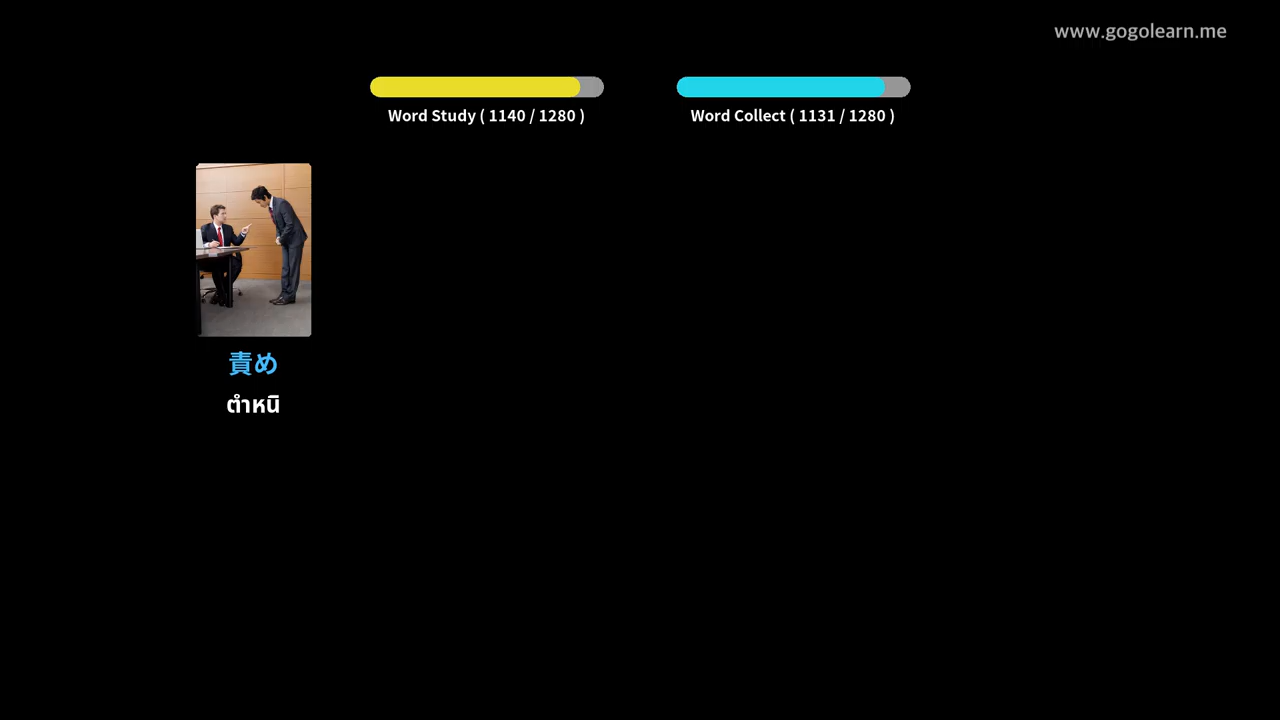 www.gogolearn.me
Word Study ( 1140 / 1280 )
Word Collect ( 1131 / 1280 )
責め
ตำหนิ